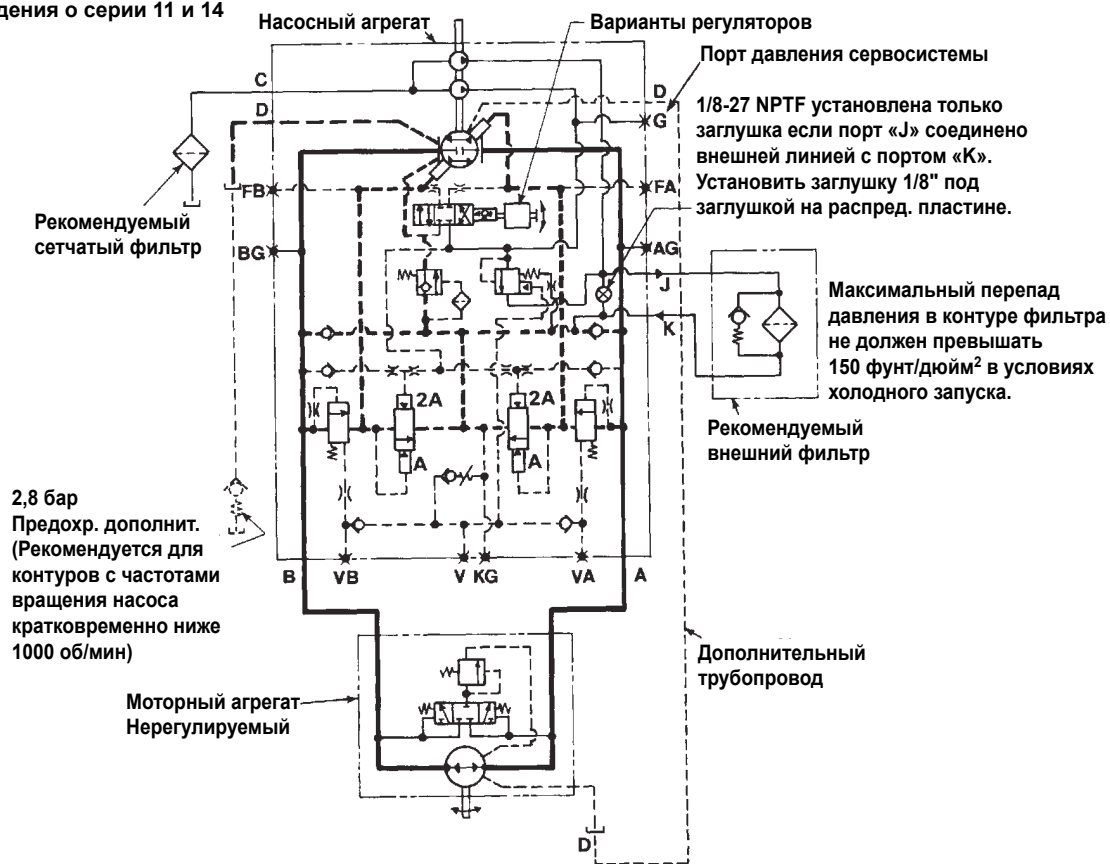 дения о серии 11 и 14
Насосный агрегат
Варианты регуляторов
Порт давления сервосистемы
C
D
D
G
1/8-27 NPTF установлена только
заглушка если порт «J» соединено
внешней линией с портом «K».
Установить заглушку 1/8" под
заглушкой на распред. пластине.
FB
FA
Рекомендуемый
сетчатый фильтр
BG
AG
J
K
Максимальный перепад
давления в контуре фильтра
не должен превышать
150 фунт/дюйм² в условиях
холодного запуска.
Рекомендуемый
внешний фильтр
2A
2A
A
A
2,8 бар
Предохр. дополнит.
(Рекомендуется для
контуров с частотами
вращения насоса
кратковременно ниже
1000 об/мин)
B
VB
V
KG
VA
A
Дополнительный
трубопровод
Моторный агрегат
Нерегулируемый
D